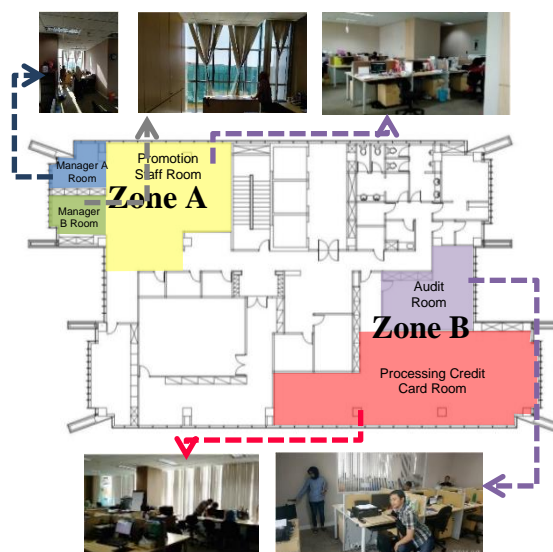 Manager A
Room
Promotion
Staff Room
Zone A
Manager
B Room
Audit
Room
Zone B
Processing Credit
Card Room